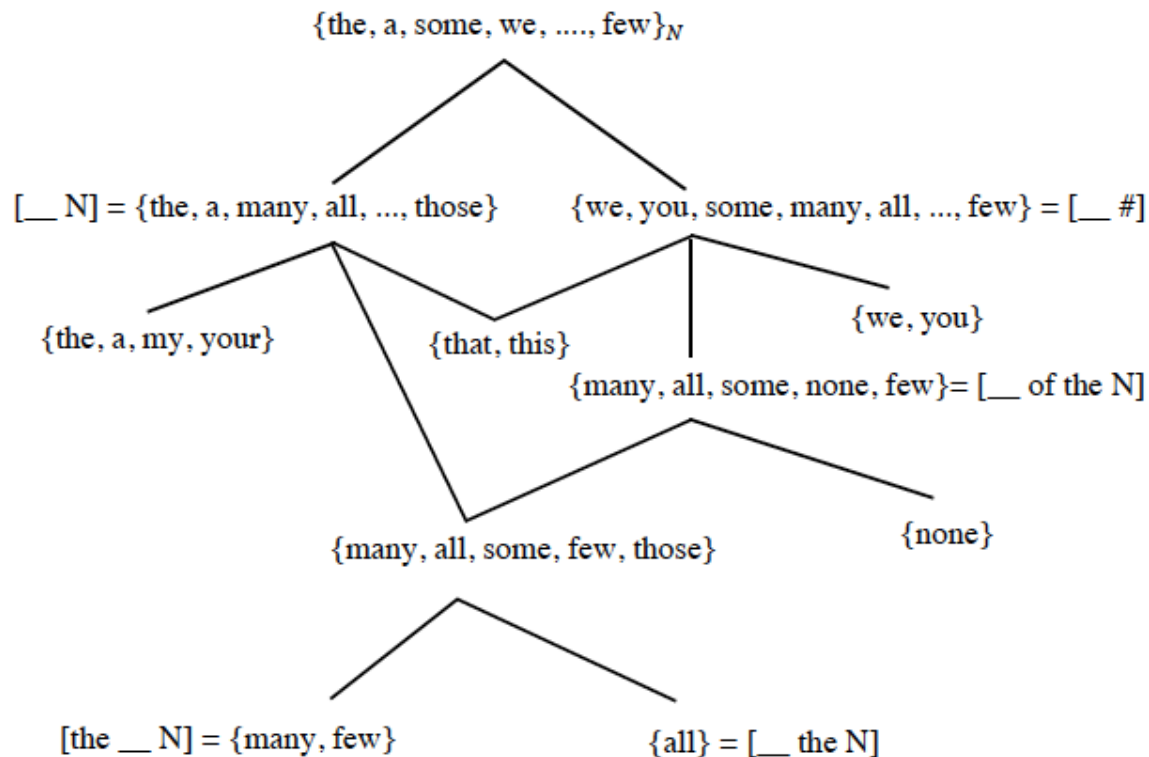 {the, a, some, we, ...., few}N
[__ N] = {the, a, many, all, ..., those}
{we, you, some, many, all, ..., few} = [__ #]
{the, a, my, your}
{that, this}
{we, you}
{many, all, some, none, few}= [__ of the N]
{many, all, some, few, those}
{none}
[the __ N] = {many, few}
{all} = [__ the N]